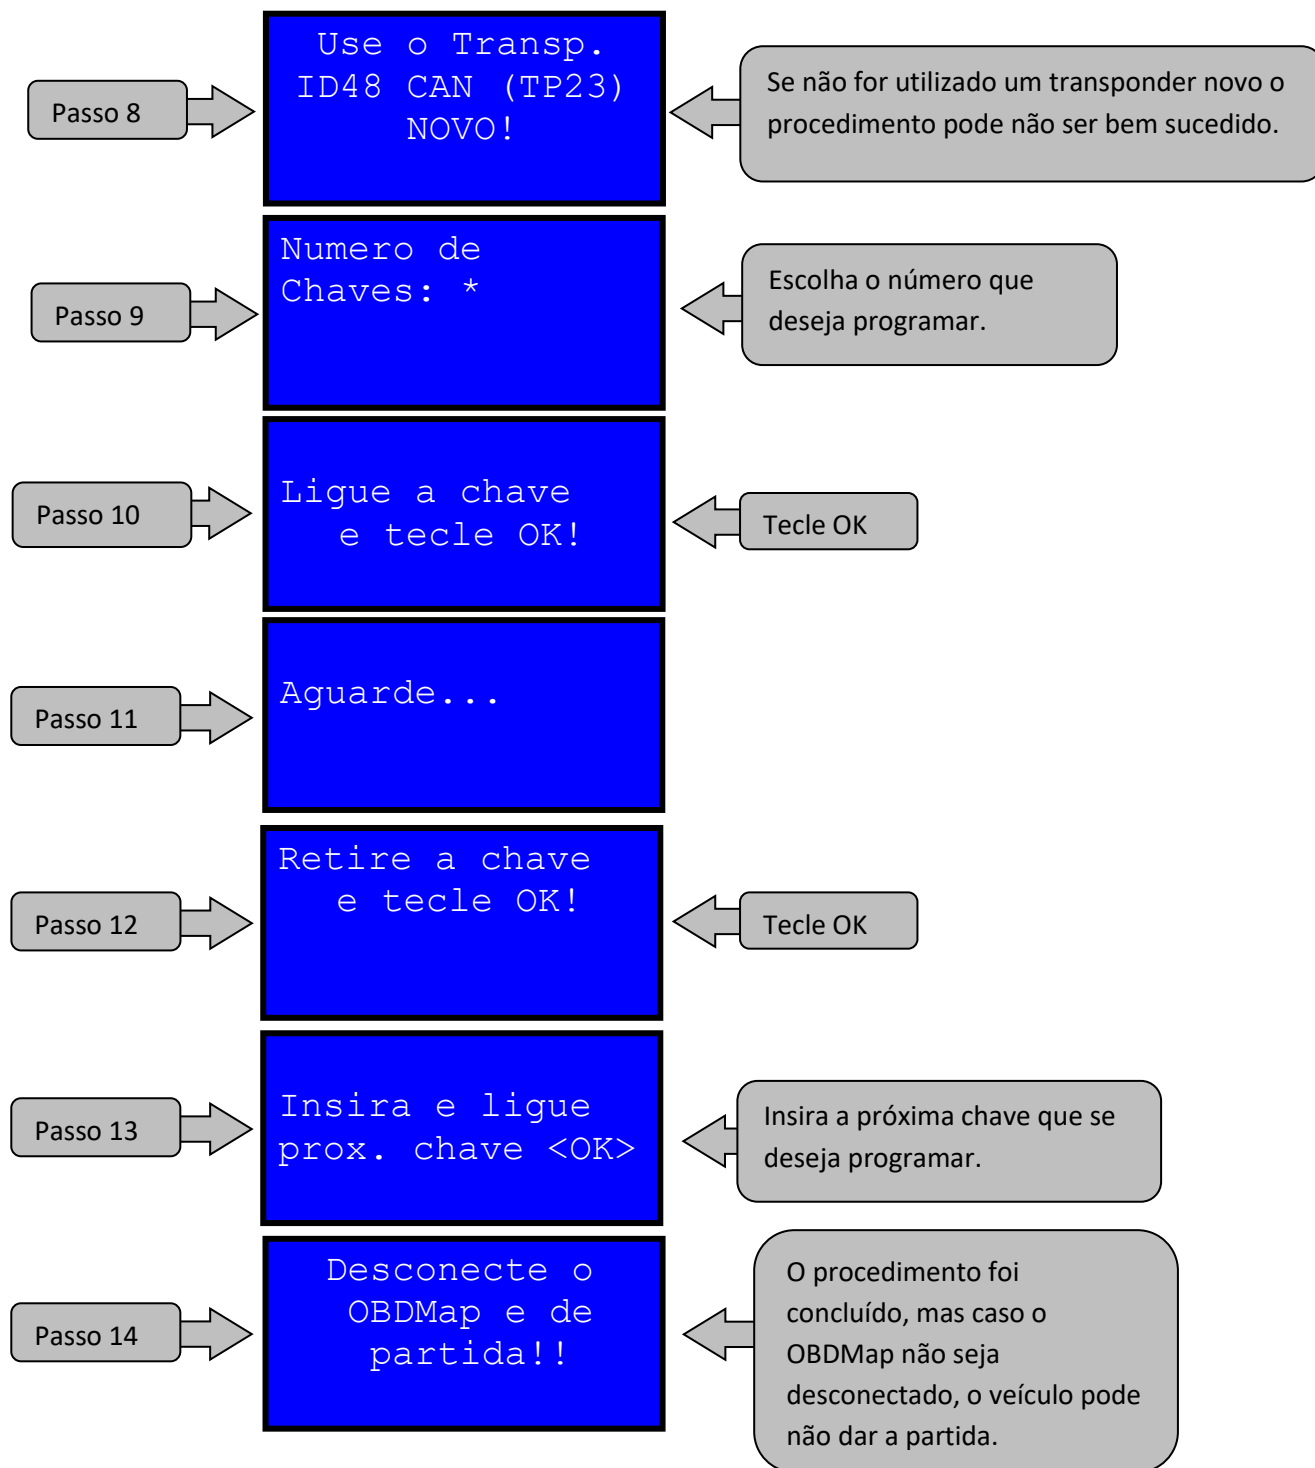 Passo 8
Use o Transp.
ID48 CAN (TP23)
NOVO!
Se não for utilizado um transponder novo o
procedimento pode não ser bem sucedido.
Passo 9
Numero de
Chaves: *
Escolha o número que
deseja programar.
Passo 10
Ligue a chave
e tecle OK!
Tecle OK
Passo 11
Aguarde...
Passo 12
Retire a chave
e tecle OK!
Tecle OK
Passo 13
Insira e ligue
prox. chave <OK>
Insira a próxima chave que se
deseja programar.
Passo 14
Desconecte o
OBDMap e de
partida!!
O procedimento foi
concluído, mas caso o
OBDMap não seja
desconectado, o veículo pode
não dar a partida.